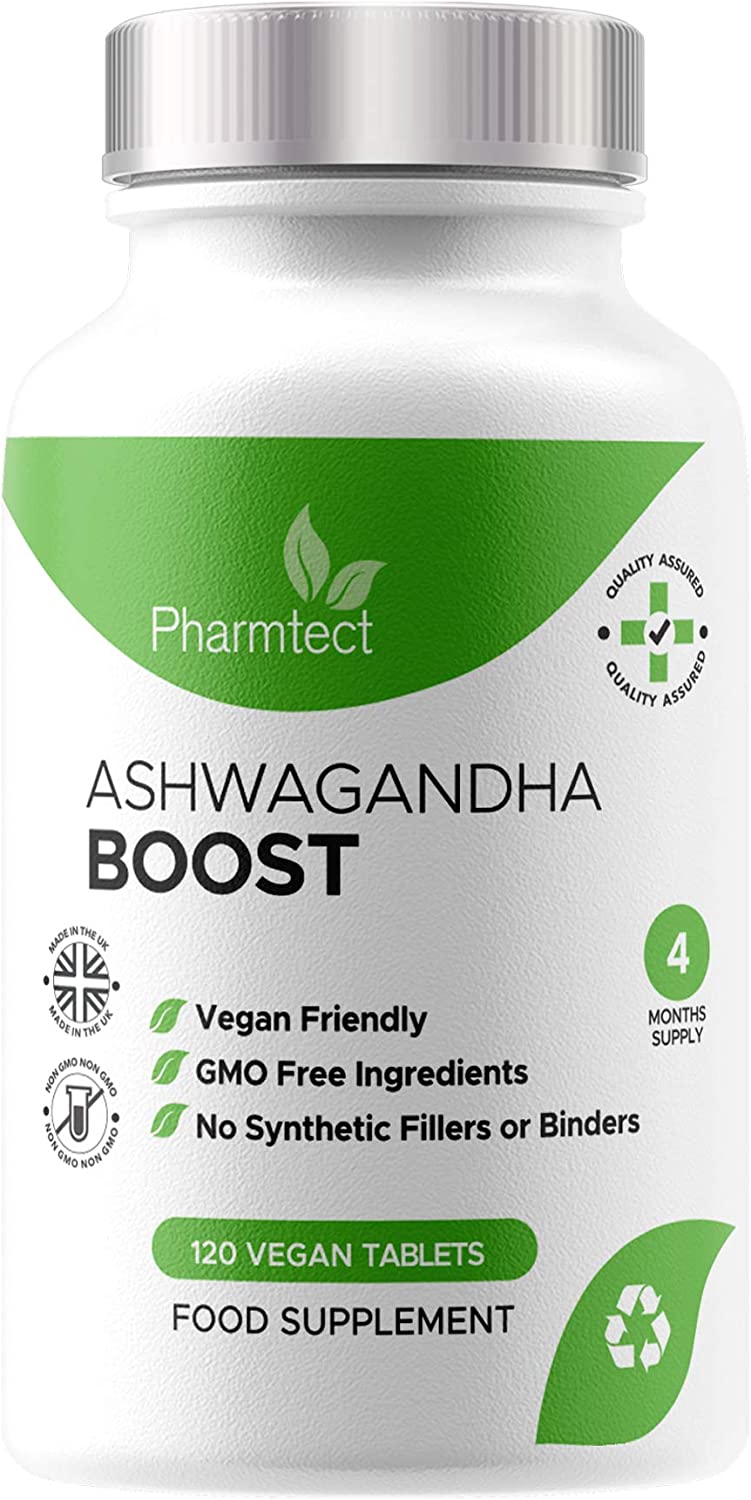 Pharmtect
QUALITY ASSURED
QUALITY ASSURED
ASHWAGANDHA
BOOST
MADE IN THE UK
MADE IN THE UK
4
MONTHS
SUPPLY
Vegan Friendly
GMO Free Ingredients
No Synthetic Fillers or Binders
NON GMO NON GMO
NON GMO NON GMO
120 VEGAN TABLETS
FOOD SUPPLEMENT